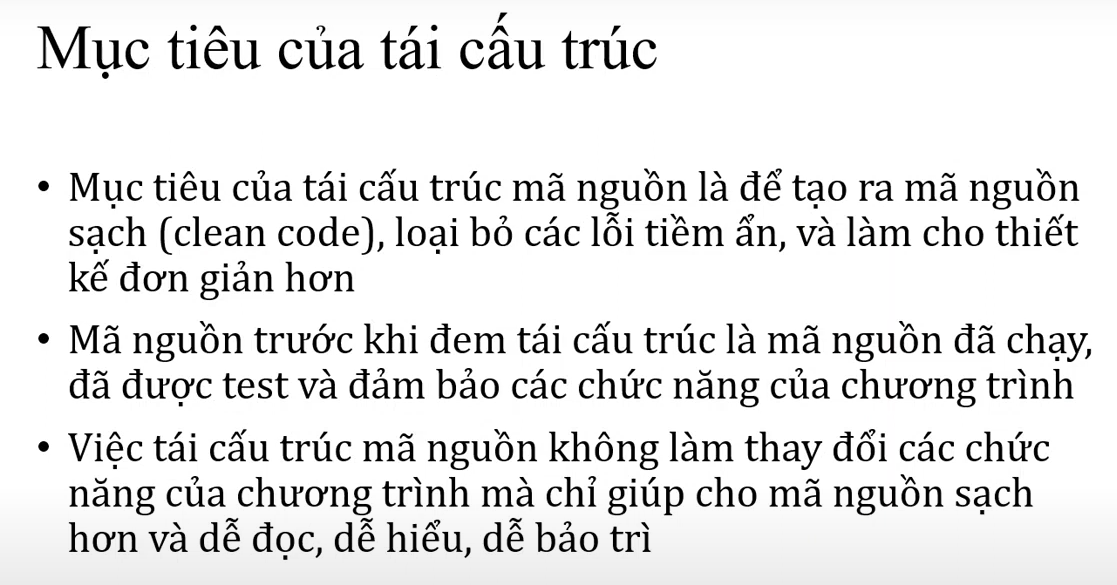 Mục tiêu của tái cấu trúc
• Mục tiêu của tái cấu trúc mã nguồn là để tạo ra mã nguồn
sạch (clean code), loại bỏ các lỗi tiềm ẩn, và làm cho thiết
kế đơn giản hơn
• Mã nguồn trước khi đem tái cấu trúc là mã nguồn đã chạy,
đã được test và đảm bảo các chức năng của chương trình
• Việc tái cấu trúc mã nguồn không làm thay đổi các chức
năng của chương trình mà chỉ giúp cho mã nguồn sạch
hơn và dễ đọc, dễ hiểu, dễ bảo trì